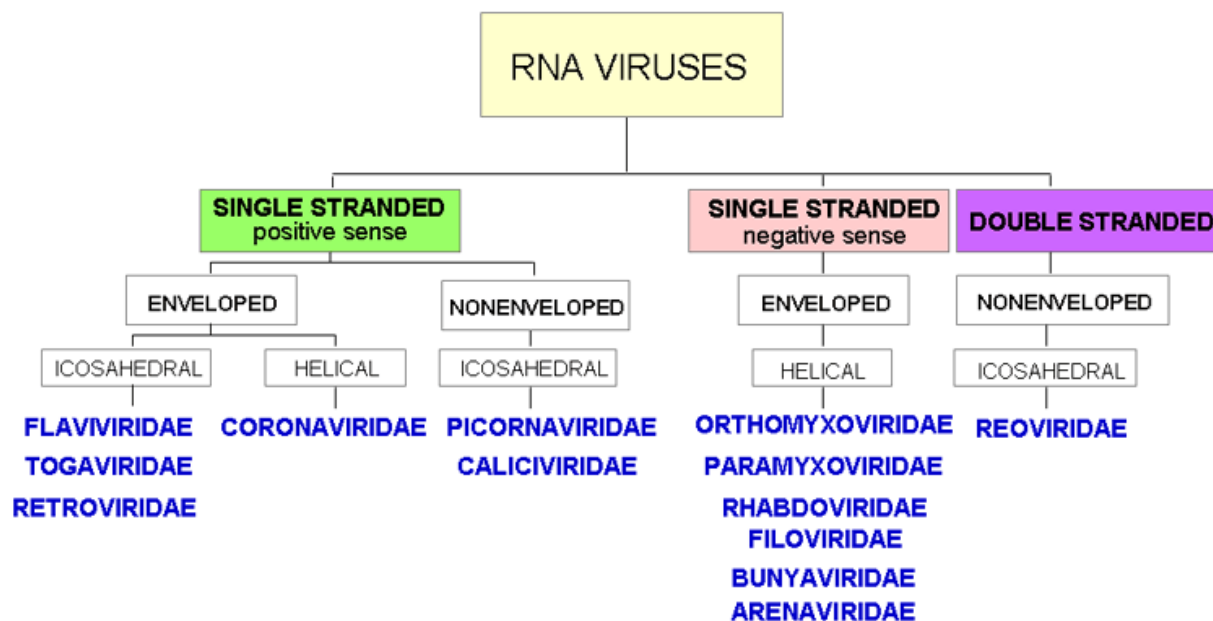 RNA VIRUSES
SINGLE STRANDED
positive sense
SINGLE STRANDED
negative sense
DOUBLE STRANDED
ENVELOPED
NONENVELOPED
ENVELOPED
NONENVELOPED
ICOSAHEDRAL
HELICAL
ICOSAHEDRAL
HELICAL
ICOSAHEDRAL
FLAVIVIRIDAE
TOGAVIRIDAE
RETROVIRIDAE
CORONAVIRIDAE
PICORNAVIRIDAE
CALICIVIRIDAE
ORTHOMYXOVIRIDAE
PARAMYXOVIRIDAE
RHABDOVIRIDAE
FILOVIRIDAE
BUNYAVIRIDAE
ARENAVIRIDAE
REOVIRIDAE